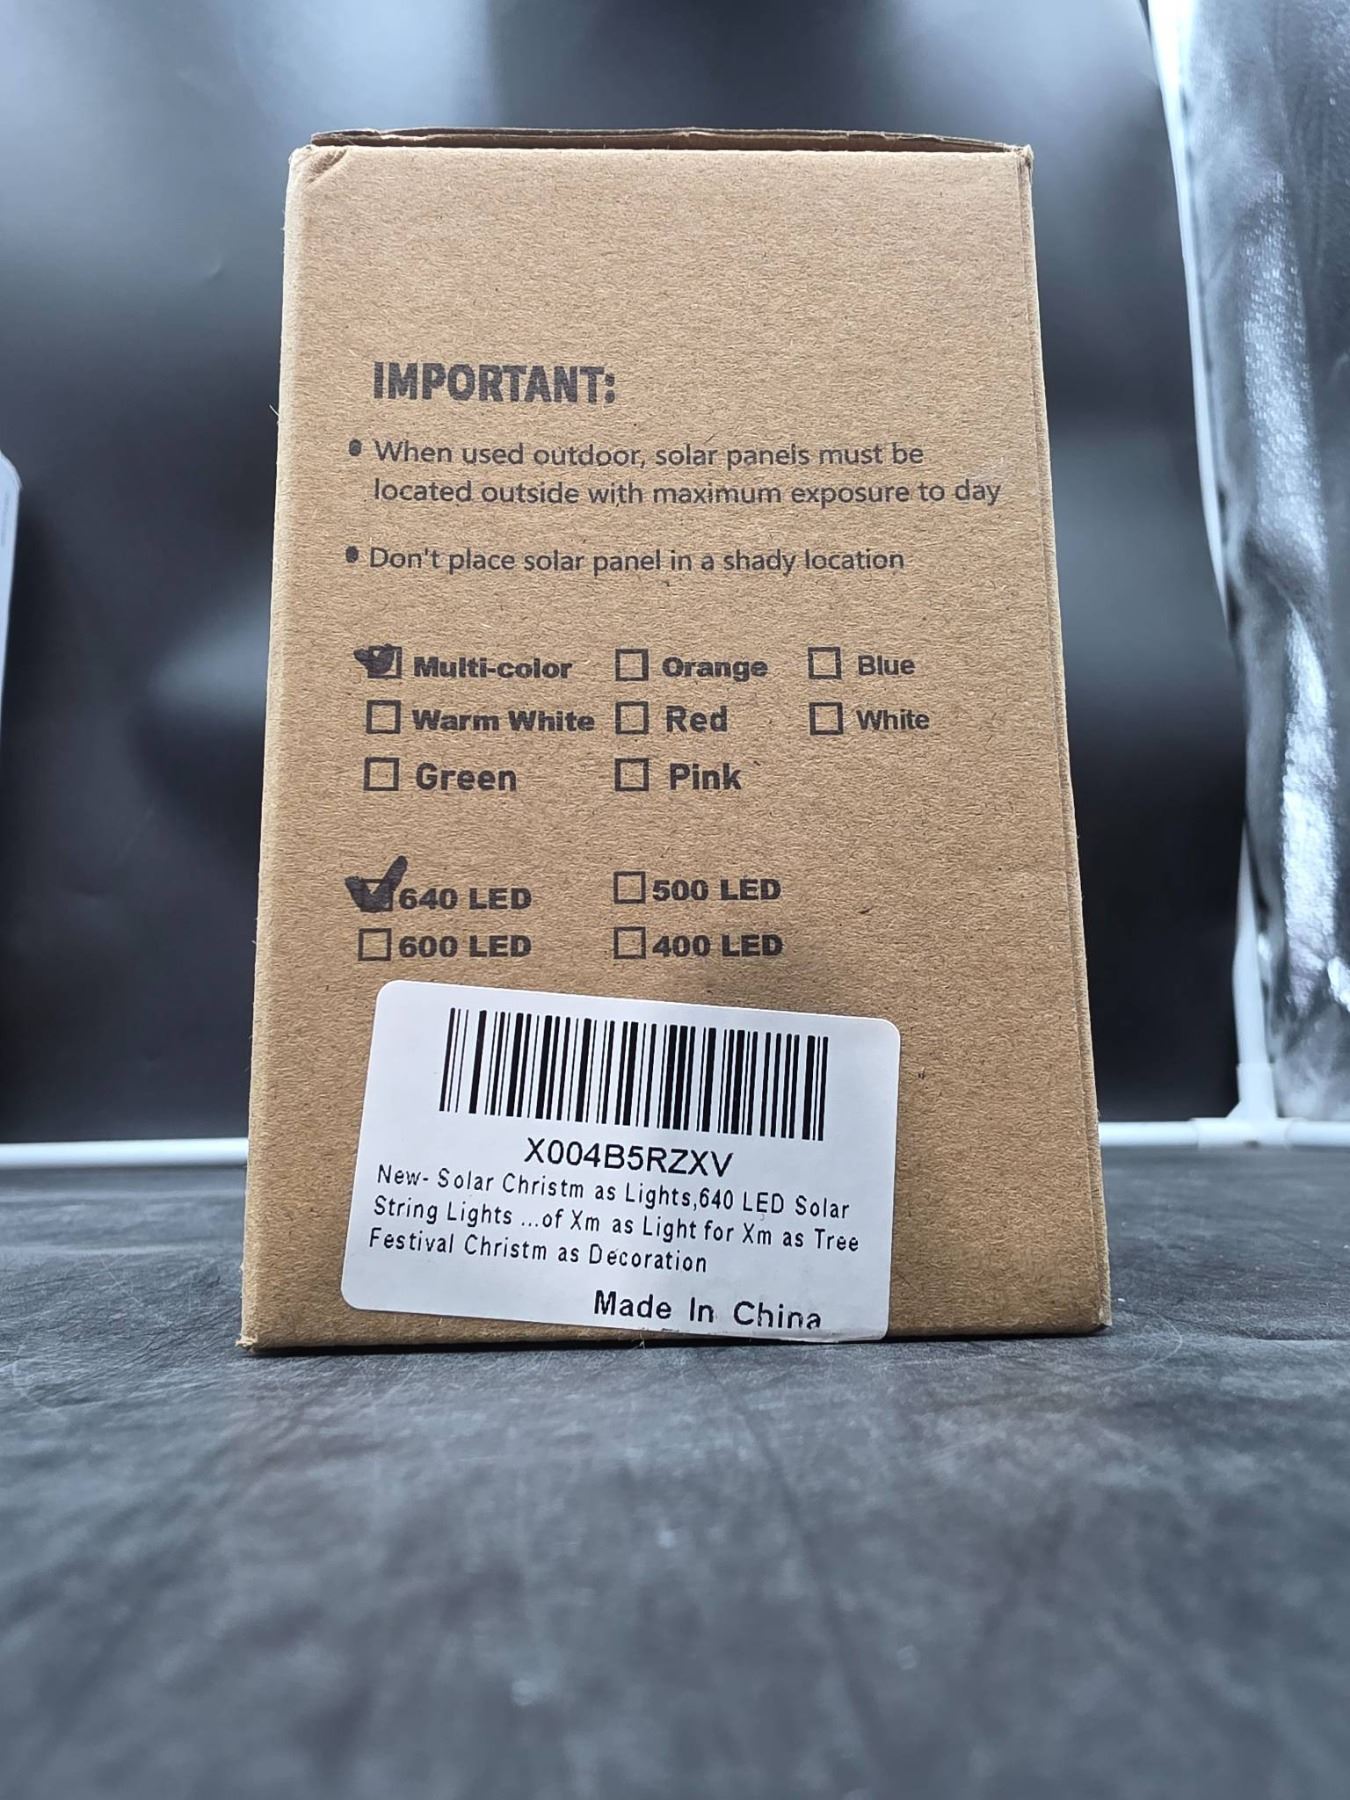 IMPORTANT:
• When used outdoor, solar panels must be
located outside with maximum exposure to day
• Don't place solar panel in a shady location
Multi-color Orange Blue
Warm White Red White
Green Pink
640 LED 500 LED
600 LED 400 LED
X004B5RZXV
New- Solar Christm as Lights,640 LED Solar
String Lights ...of Xm as Light for Xm as Tree
Festival Christm as Decoration
Made In China